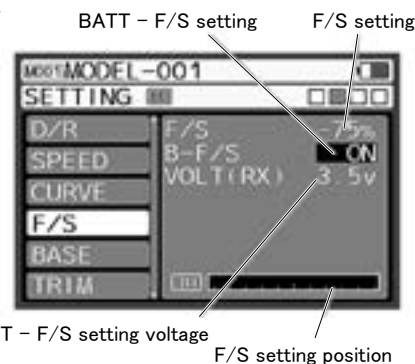 BATT - F/S setting F/S setting
M001MODEL-001
SETTING
D/R F/S -75%
SPEED B-F/S ON
CURVE VOLT(RX) 3.5v
F/S
BASE
TRIM
T - F/S setting voltage
F/S setting position